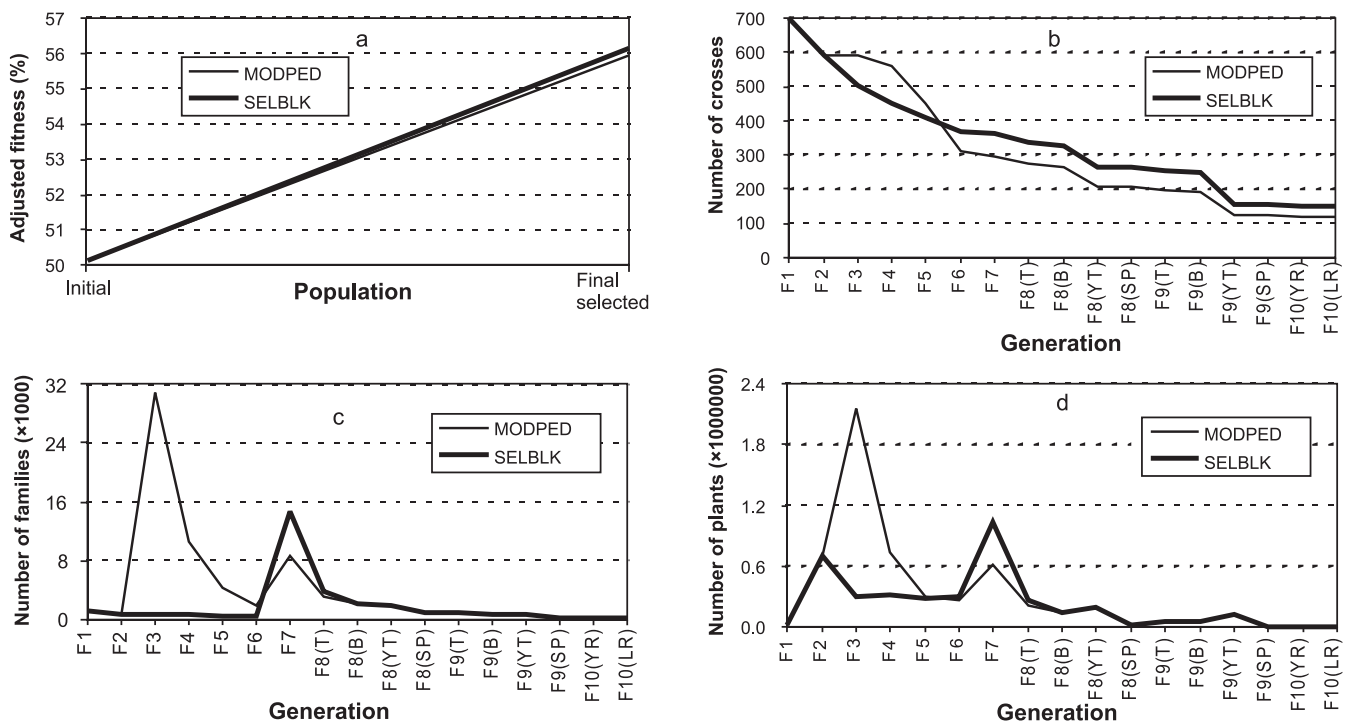 a
Adjusted fitness (%)
57
56
55
54
53
52
51
50
MODPED
SELBLK
Initial
Final
selected
Population
b
Number of crosses
700
600
500
400
300
200
100
0
MODPED
SELBLK
F1
F2
F3
F4
F5
F6
F7
F8(T)
F8(B)
F8(YT)
F8(SP)
F9(T)
F9(B)
F9(YT)
F9(SP)
F10(YR)
F10(LR)
Generation
c
Number of families (×1000)
32
24
16
8
0
MODPED
SELBLK
F1
F2
F3
F4
F5
F6
F7
F8(T)
F8(B)
F8(YT)
F8(SP)
F9(T)
F9(B)
F9(YT)
F9(SP)
F10(YR)
F10(LR)
Generation
d
Number of plants (×1000000)
2.4
1.8
1.2
0.6
0.0
MODPED
SELBLK
F1
F2
F3
F4
F5
F6
F7
F8(T)
F8(B)
F8(YT)
F8(SP)
F9(T)
F9(B)
F9(YT)
F9(SP)
F10(YR)
F10(LR)
Generation